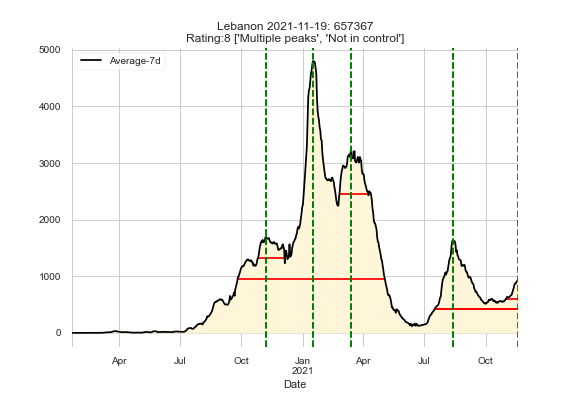 Lebanon 2021-11-19: 657367
Rating:8 ['Multiple peaks', 'Not in control']
Average-7d
5000
4000
3000
2000
1000
0
Apr
Jul
Oct
Jan
2021
Apr
Jul
Oct
Date